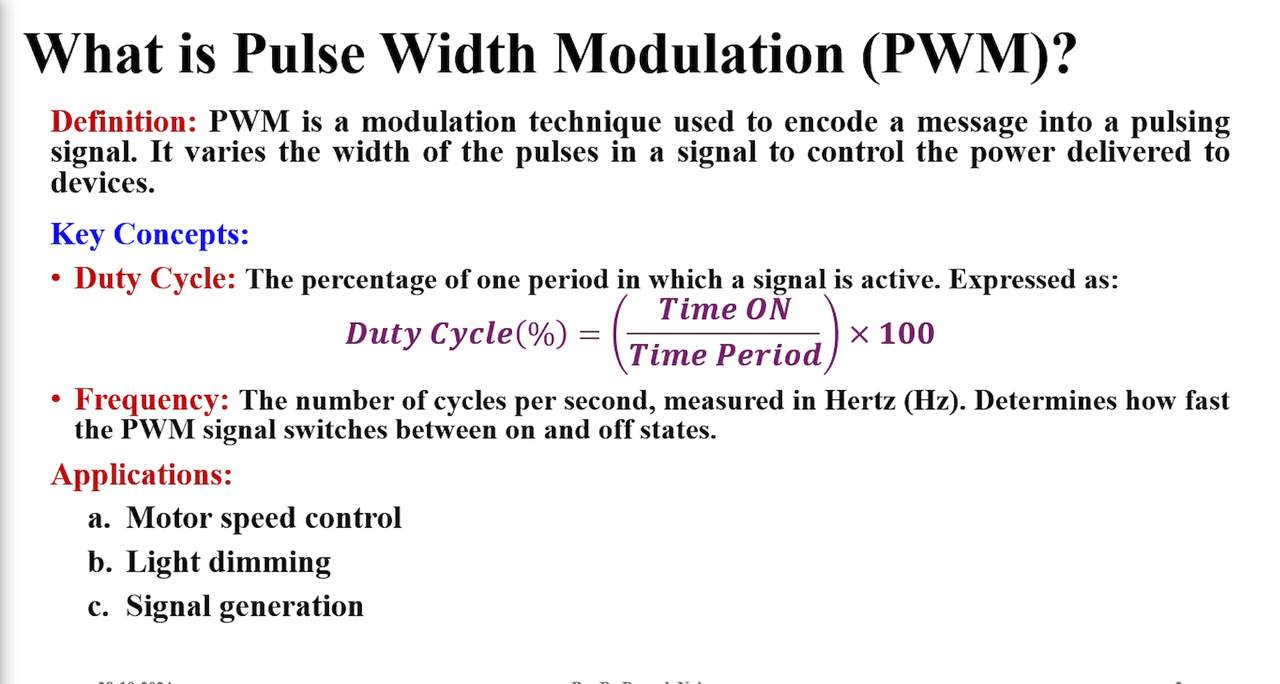 What is Pulse Width Modulation (PWM)?
Definition: PWM is a modulation technique used to encode a message into a pulsing
signal. It varies the width of the pulses in a signal to control the power delivered to
devices.
Key Concepts:
• Duty Cycle: The percentage of one period in which a signal is active. Expressed as:
Duty Cycle(%) = (Time ON / Time Period) × 100
• Frequency: The number of cycles per second, measured in Hertz (Hz). Determines how fast
the PWM signal switches between on and off states.
Applications:
a. Motor speed control
b. Light dimming
c. Signal generation